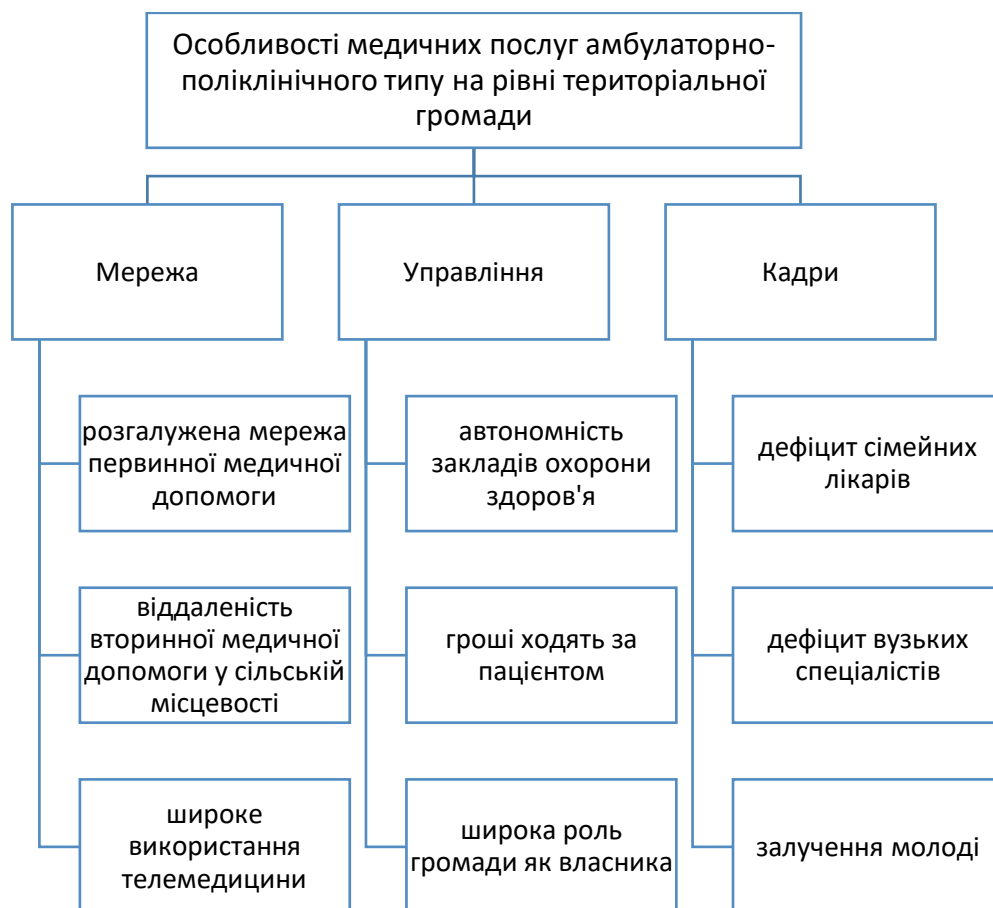 Особливості медичних послуг амбулаторно-
поліклінічного типу на рівні територіальної
громади
Мережа
Управління
Кадри
розгалужена мережа
первинної медичної
допомоги
автономність
закладів охорони
здоров'я
дефіцит сімейних
лікарів
віддаленість
вторинної медичної
допомоги у сільській
місцевості
гроші ходять за
пацієнтом
дефіцит вузьких
спеціалістів
широке
використання
телемедицини
широка роль
громади як власника
залучення молоді